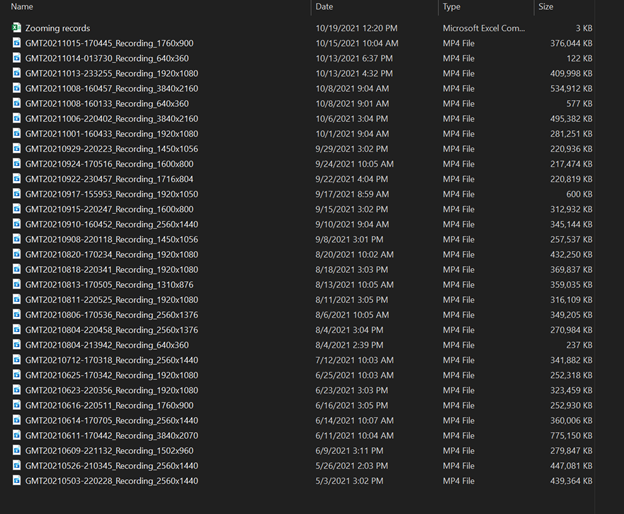 Name Date Type Size
Zooming records 10/19/2021 12:20 PM Microsoft Excel Com... 3 KB
GMT20211015-170445_Recording_1760x900 10/15/2021 10:04 AM MP4 File 376,044 KB
GMT20211014-013730_Recording_640x360 10/13/2021 6:37 PM MP4 File 122 KB
GMT20211013-233255_Recording_1920x1080 10/13/2021 4:32 PM MP4 File 409,998 KB
GMT20211008-160457_Recording_3840x2160 10/8/2021 9:04 AM MP4 File 534,912 KB
GMT20211008-160133_Recording_640x360 10/8/2021 9:01 AM MP4 File 577 KB
GMT20211006-220402_Recording_3840x2160 10/6/2021 3:04 PM MP4 File 495,382 KB
GMT20211001-160433_Recording_1920x1080 10/1/2021 9:04 AM MP4 File 281,251 KB
GMT20210929-220223_Recording_1450x1056 9/29/2021 3:02 PM MP4 File 220,936 KB
GMT20210924-170516_Recording_1600x800 9/24/2021 10:05 AM MP4 File 217,474 KB
GMT20210922-230457_Recording_1716x804 9/22/2021 4:04 PM MP4 File 220,819 KB
GMT20210917-155953_Recording_1920x1050 9/17/2021 8:59 AM MP4 File 600 KB
GMT20210915-220247_Recording_1600x800 9/15/2021 3:02 PM MP4 File 312,932 KB
GMT20210910-160452_Recording_2560x1440 9/10/2021 9:04 AM MP4 File 345,144 KB
GMT20210908-220118_Recording_1450x1056 9/8/2021 3:01 PM MP4 File 257,537 KB
GMT20210820-170234_Recording_1920x1080 8/20/2021 10:02 AM MP4 File 432,250 KB
GMT20210818-220341_Recording_1920x1080 8/18/2021 3:03 PM MP4 File 369,837 KB
GMT20210813-170505_Recording_1310x876 8/13/2021 10:05 AM MP4 File 359,035 KB
GMT20210811-220525_Recording_1920x1080 8/11/2021 3:05 PM MP4 File 316,109 KB
GMT20210806-170536_Recording_2560x1376 8/6/2021 10:05 AM MP4 File 349,205 KB
GMT20210804-220458_Recording_2560x1376 8/4/2021 3:04 PM MP4 File 270,984 KB
GMT20210804-213942_Recording_640x360 8/4/2021 2:39 PM MP4 File 237 KB
GMT20210712-170318_Recording_2560x1440 7/12/2021 10:03 AM MP4 File 341,882 KB
GMT20210625-170342_Recording_1920x1080 6/25/2021 10:03 AM MP4 File 252,318 KB
GMT20210623-220356_Recording_1920x1080 6/23/2021 3:03 PM MP4 File 323,459 KB
GMT20210616-220511_Recording_1760x900 6/16/2021 3:05 PM MP4 File 252,930 KB
GMT20210614-170705_Recording_2560x1440 6/14/2021 10:07 AM MP4 File 360,006 KB
GMT20210611-170442_Recording_3840x2070 6/11/2021 10:04 AM MP4 File 775,150 KB
GMT20210609-221132_Recording_1502x960 6/9/2021 3:11 PM MP4 File 279,847 KB
GMT20210526-210345_Recording_2560x1440 5/26/2021 2:03 PM MP4 File 447,081 KB
GMT20210503-220228_Recording_2560x1440 5/3/2021 3:02 PM MP4 File 439,364 KB